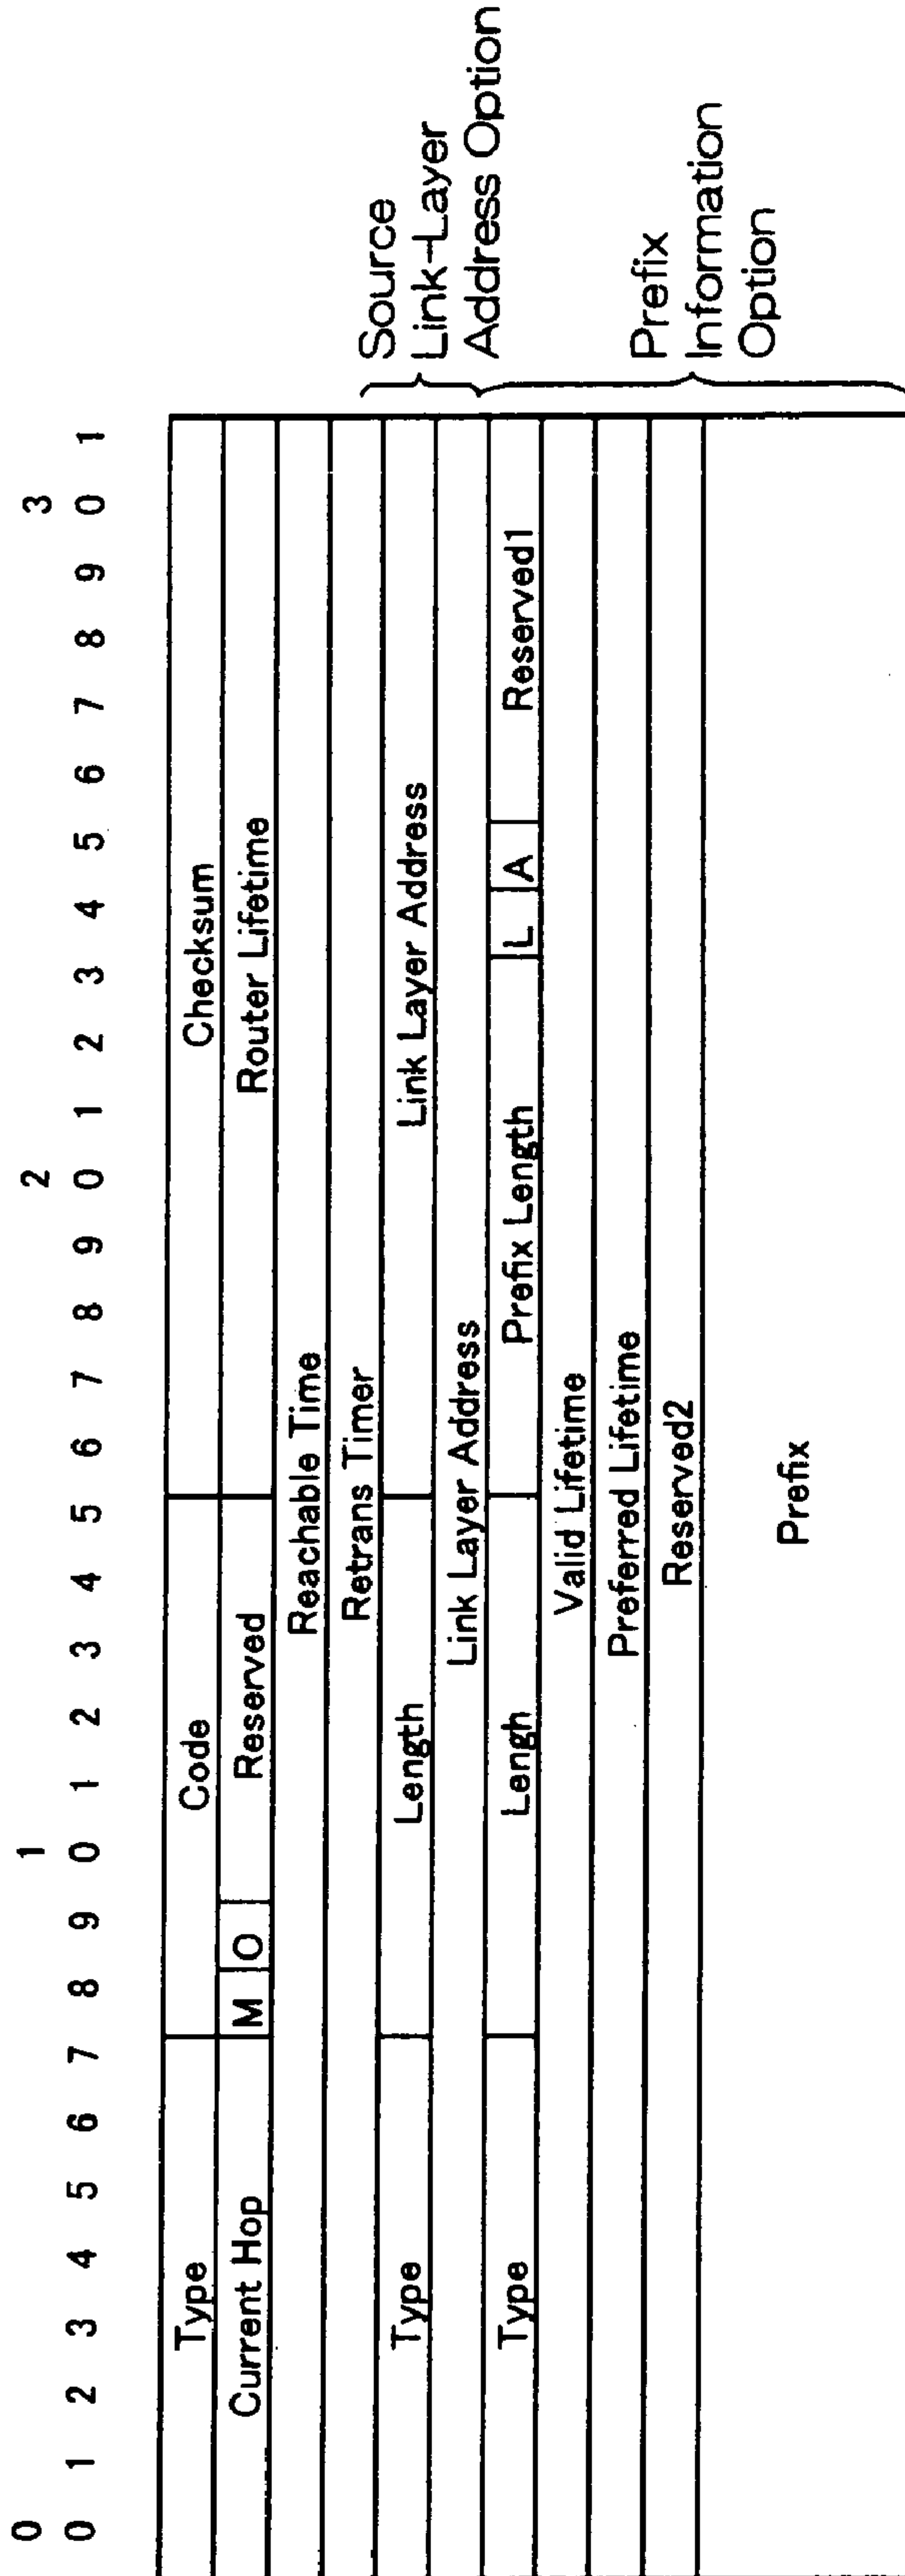 0 1 2 3
0 1 2 3 4 5 6 7 8 9 0 1 2 3 4 5 6 7 8 9 0 1 2 3 4 5 6 7 8 9 0 1
Type Code Checksum
Current Hop M O Reserved Router Lifetime
Reachable Time
Retrans Timer
Type Length Link Layer Address
Link Layer Address
Type Lengh Prefix Length L A Reserved1
Valid Lifetime
Preferred Lifetime
Reserved2
Prefix
Source
Link-Layer
Address Option
Prefix
Information
Option